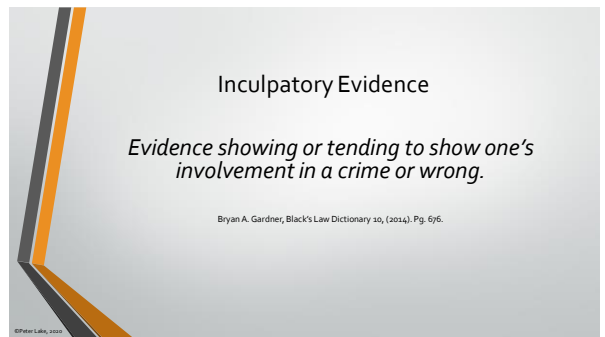 Inculpatory Evidence
Evidence showing or tending to show one's
involvement in a crime or wrong.
Bryan A. Gardner, Black's Law Dictionary 10, (2014). Pg. 676.
©Peter Lake, 2020